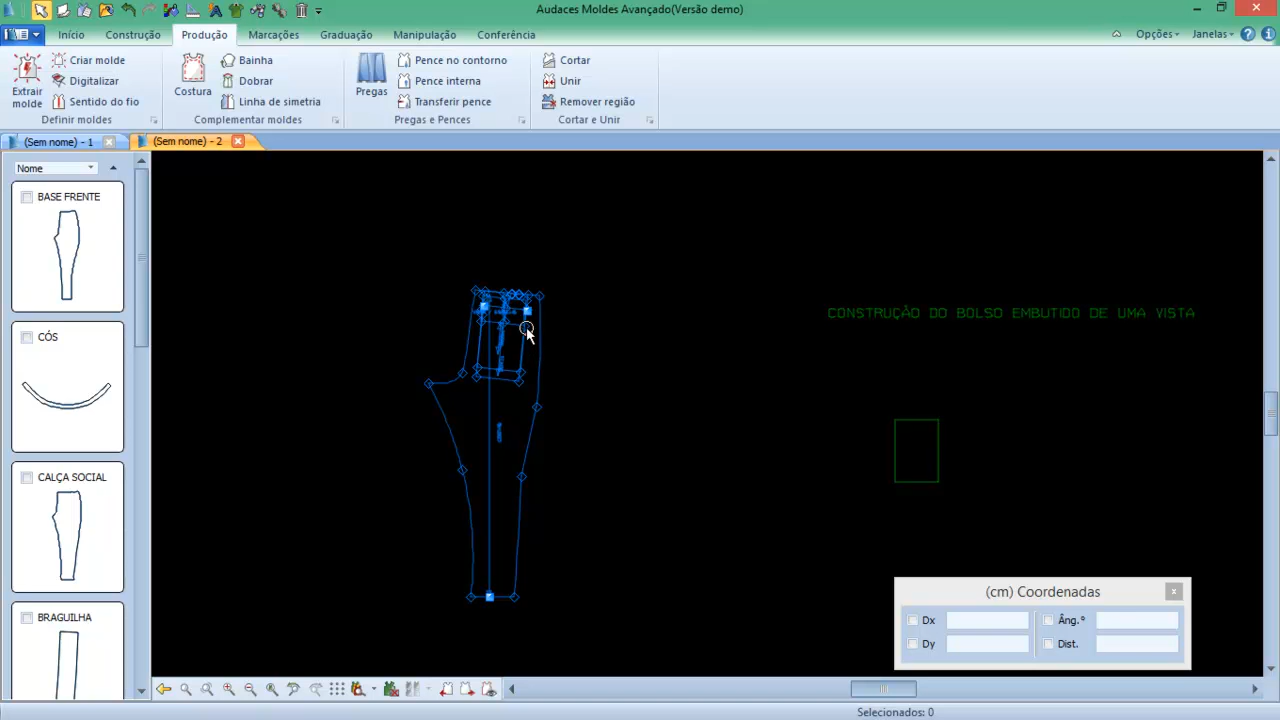 Audaces Moldes Avançado(Versão demo)
Início
Construção
Produção
Marcações
Graduação
Manipulação
Conferência
Opções
Janelas
Extrair molde
Criar molde
Digitalizar
Sentido do fio
Definir moldes
Costura
Bainha
Dobrar
Linha de simetria
Complementar moldes
Pregas
Pence no contorno
Pence interna
Transferir pence
Pregas e Pences
Cortar
Unir
Remover região
Cortar e Unir
(Sem nome) - 1
(Sem nome) - 2
Nome
BASE FRENTE
CÓS
CALÇA SOCIAL
BRAGUILHA
CONSTRUÇÃO DO BOLSO EMBUTIDO DE UMA VISTA
(cm) Coordenadas
Dx
Âng.°
Dy
Dist.
Selecionados: 0